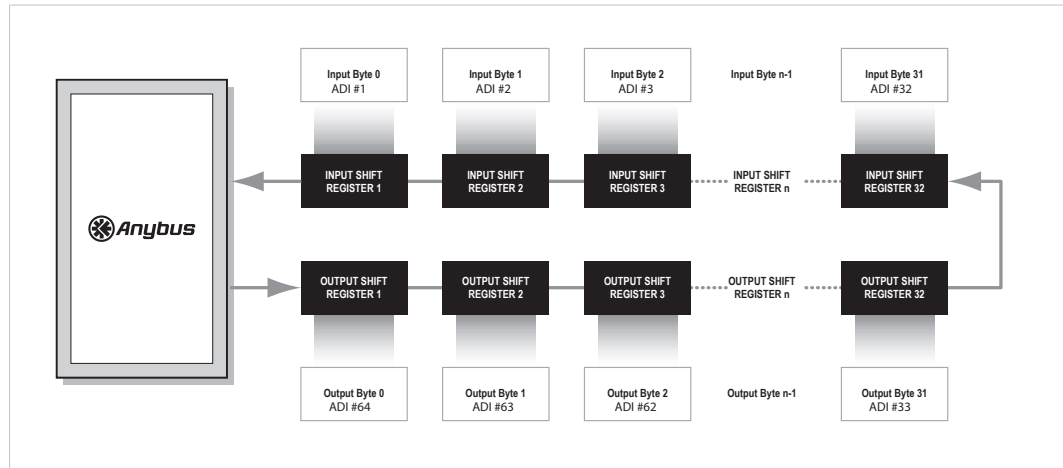 Input Byte 0
ADI #1
Input Byte 1
ADI #2
Input Byte 2
ADI #3
Input Byte n-1
Input Byte 31
ADI #32
INPUT SHIFT
REGISTER 1
INPUT SHIFT
REGISTER 2
INPUT SHIFT
REGISTER 3
INPUT SHIFT
REGISTER n
INPUT SHIFT
REGISTER 32
Anybus
OUTPUT SHIFT
REGISTER 1
OUTPUT SHIFT
REGISTER 2
OUTPUT SHIFT
REGISTER 3
OUTPUT SHIFT
REGISTER n
OUTPUT SHIFT
REGISTER 32
Output Byte 0
ADI #64
Output Byte 1
ADI #63
Output Byte 2
ADI #62
Output Byte n-1
Output Byte 31
ADI #33